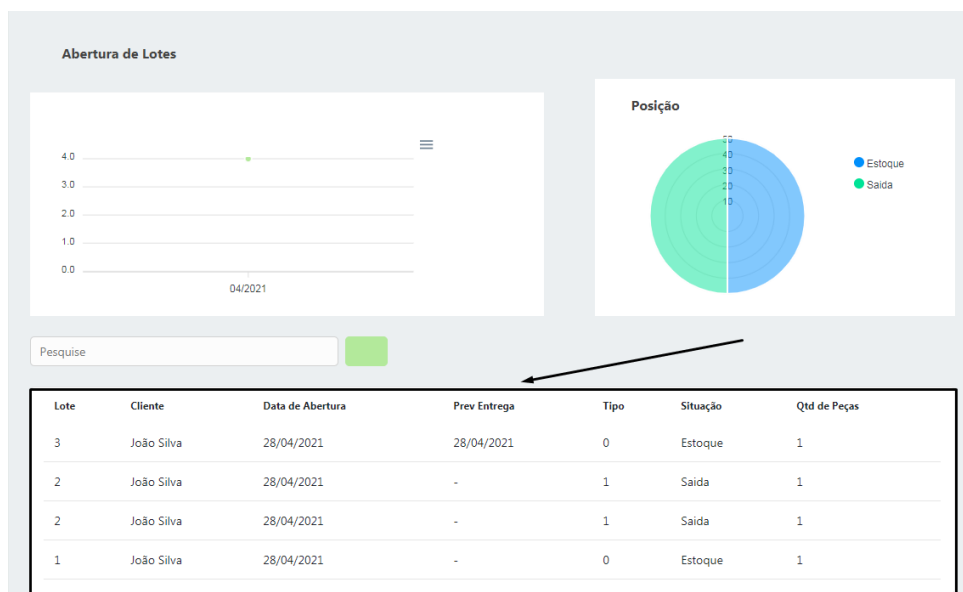 Abertura de Lotes
4.0
3.0
2.0
1.0
0.0
04/2021
Posição
50
40
30
20
10
Estoque
Saida
Pesquise
Lote Cliente Data de Abertura Prev Entrega Tipo Situação Qtd de Peças
3 João Silva 28/04/2021 28/04/2021 0 Estoque 1
2 João Silva 28/04/2021 - 1 Saida 1
2 João Silva 28/04/2021 - 1 Saida 1
1 João Silva 28/04/2021 - 0 Estoque 1